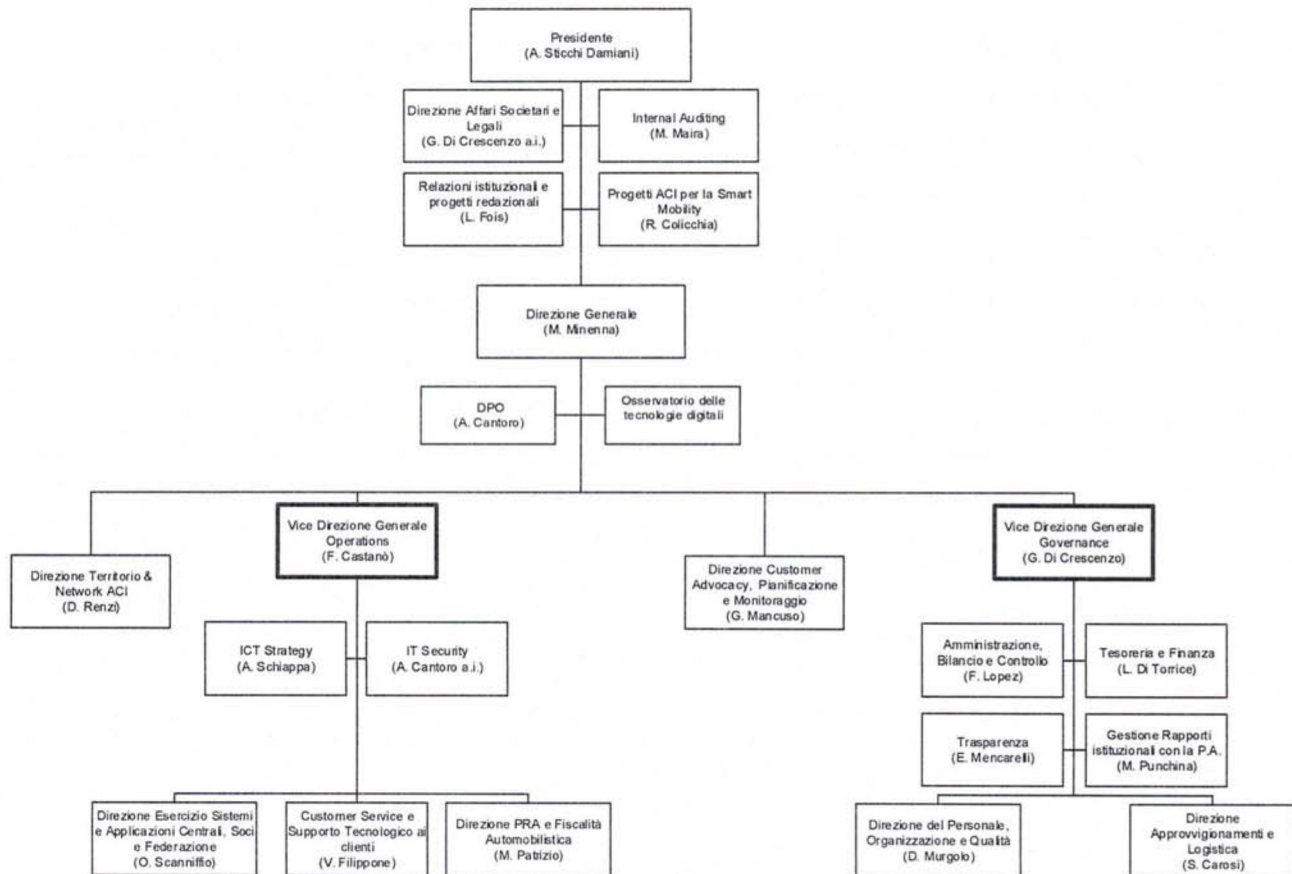 Presidente
(A. Sticchi Damiani)
Direzione Affari Societari e
Legali
(G. Di Crescenzo a.i.)
Internal Auditing
(M. Maira)
Relazioni istituzionali e
progetti redazionali
(L. Fois)
Progetti ACI per la Smart
Mobility
(R. Colicchia)
Direzione Generale
(M. Minenna)
DPO
(A. Cantoro)
Osservatorio delle
tecnologie digitali
Direzione Territorio &
Network ACI
(D. Renzi)
Vice Direzione Generale
Operations
(F. Castanò)
Direzione Customer
Advocacy, Pianificazione
e Monitoraggio
(G. Mancuso)
Vice Direzione Generale
Governance
(G. Di Crescenzo)
ICT Strategy
(A. Schiappa)
IT Security
(A. Cantoro a.i.)
Amministrazione,
Bilancio e Controllo
(F. Lopez)
Tesoreria e Finanza
(L. Di Torrice)
Trasparenza
(E. Mencarelli)
Gestione Rapporti
istituzionali con la P.A.
(M. Punchina)
Direzione Esercizio Sistemi
e Applicazioni Centrali, Soci
e Federazione
(O. Scanniffio)
Customer Service e
Supporto Tecnologico ai
clienti
(V. Filippone)
Direzione PRA e Fiscalità
Automobilistica
(M. Patrizio)
Direzione del Personale,
Organizzazione e Qualità
(D. Murgolo)
Direzione
Approvvigionamenti e
Logistica
(S. Carosi)